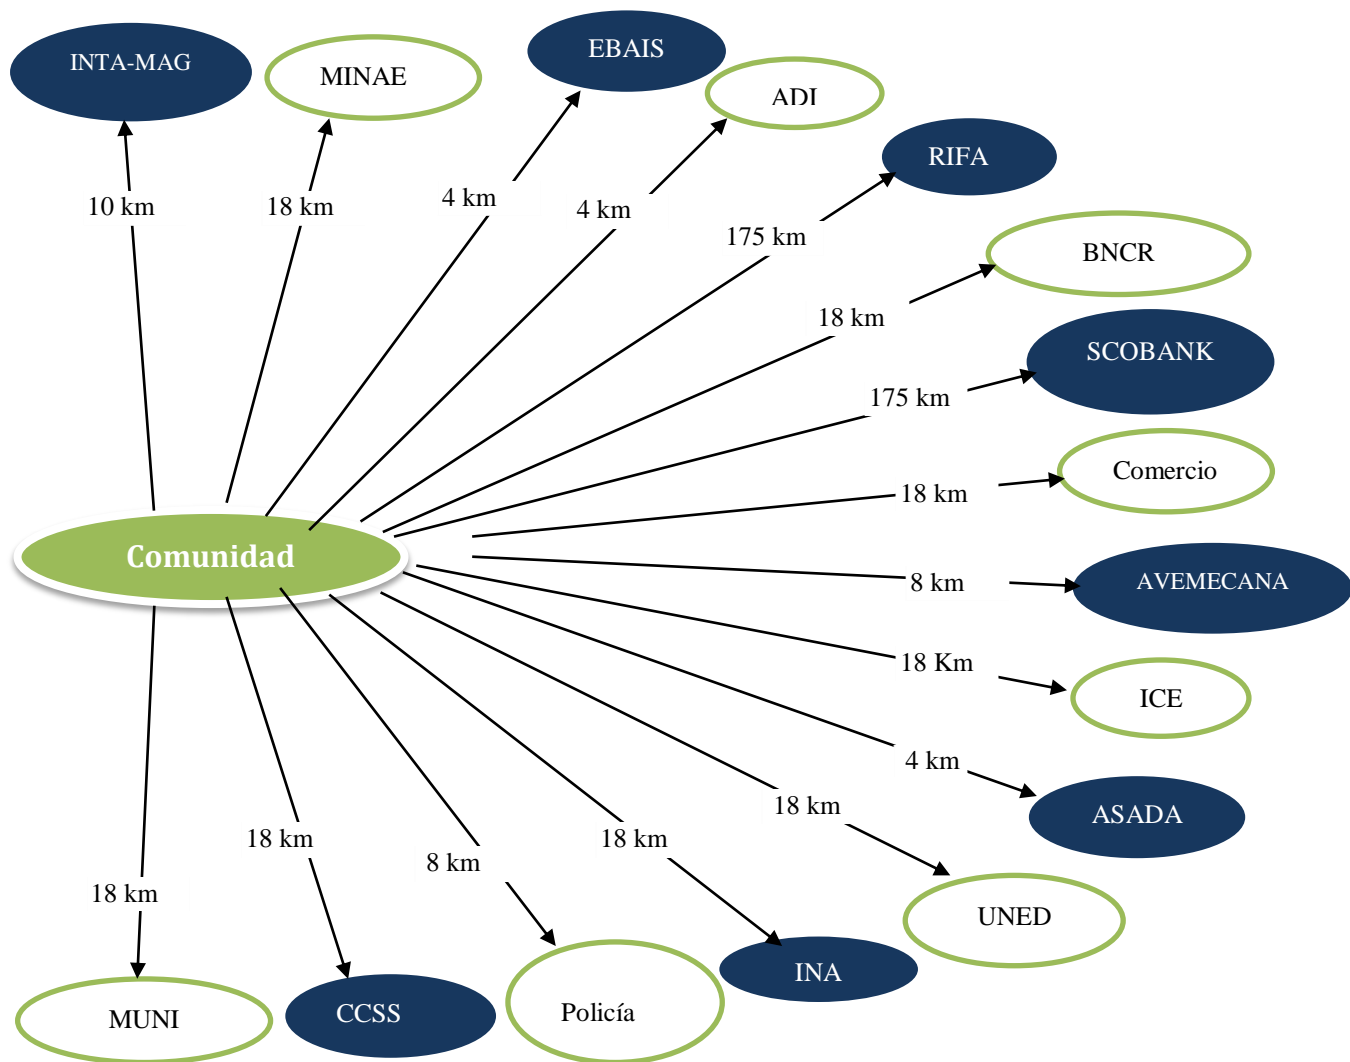 INTA-MAG
MINAE
EBAIS
ADI
RIFA
BNCR
SCOBANK
Comercio
AVEMECANA
ICE
ASADA
UNED
INA
Policía
CCSS
MUNI
Comunidad
10 km
18 km
4 km
4 km
175 km
18 km
175 km
18 km
8 km
18 Km
4 km
18 km
18 km
8 km
18 km
18 km